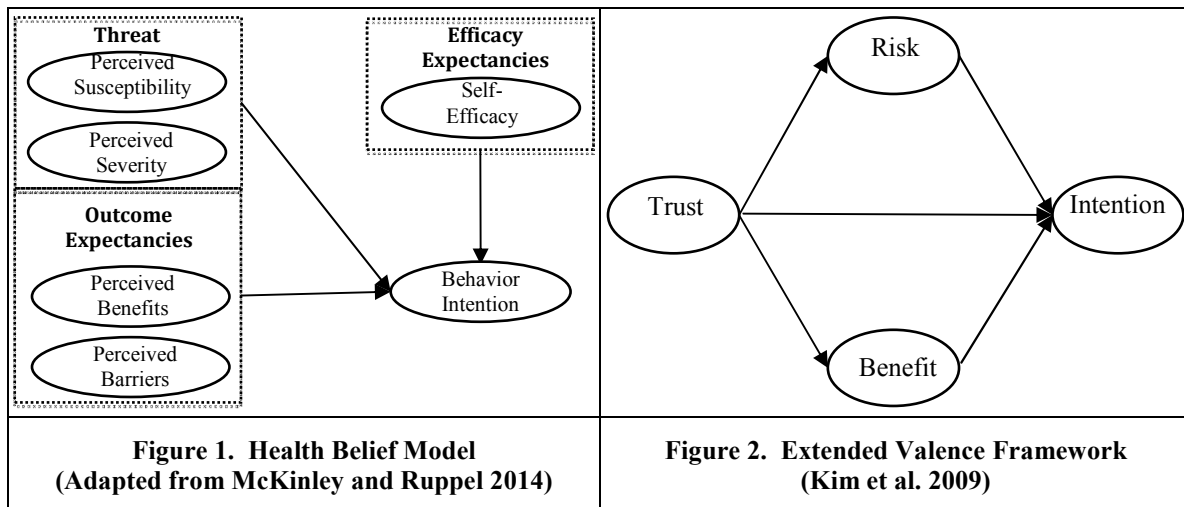 Threat
Perceived
Susceptibility
Perceived
Severity
Outcome
Expectancies
Perceived
Benefits
Perceived
Barriers
Efficacy
Expectancies
Self-
Efficacy
Behavior
Intention
Figure 1. Health Belief Model
(Adapted from McKinley and Ruppel 2014)
Risk
Trust
Intention
Benefit
Figure 2. Extended Valence Framework
(Kim et al. 2009)